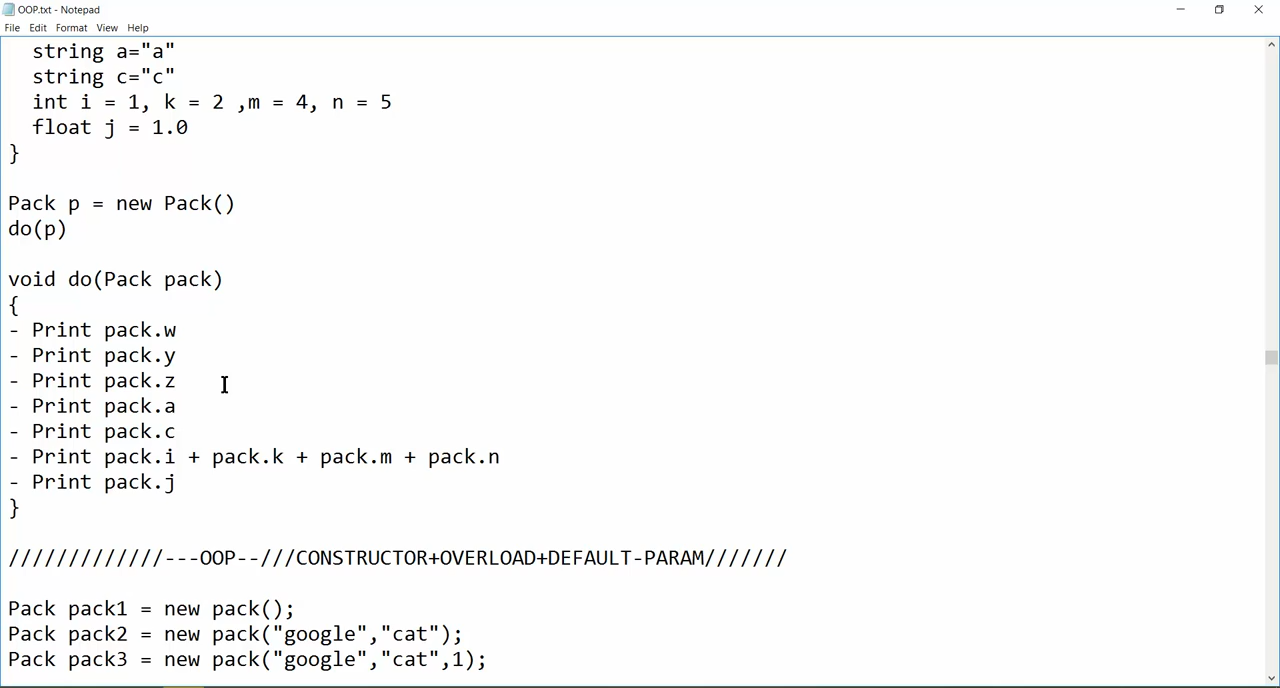 OOP.txt - Notepad
File Edit Format View Help
string a="a"
string c="c"
int i = 1, k = 2 ,m = 4, n = 5
float j = 1.0
}
Pack p = new Pack()
do(p)
void do(Pack pack)
{
- Print pack.w
- Print pack.y
- Print pack.z
- Print pack.a
- Print pack.c
- Print pack.i + pack.k + pack.m + pack.n
- Print pack.j
}
/////////////---OOP--///CONSTRUCTOR+OVERLOAD+DEFAULT-PARAM///////
Pack pack1 = new pack();
Pack pack2 = new pack("google","cat");
Pack pack3 = new pack("google","cat",1);